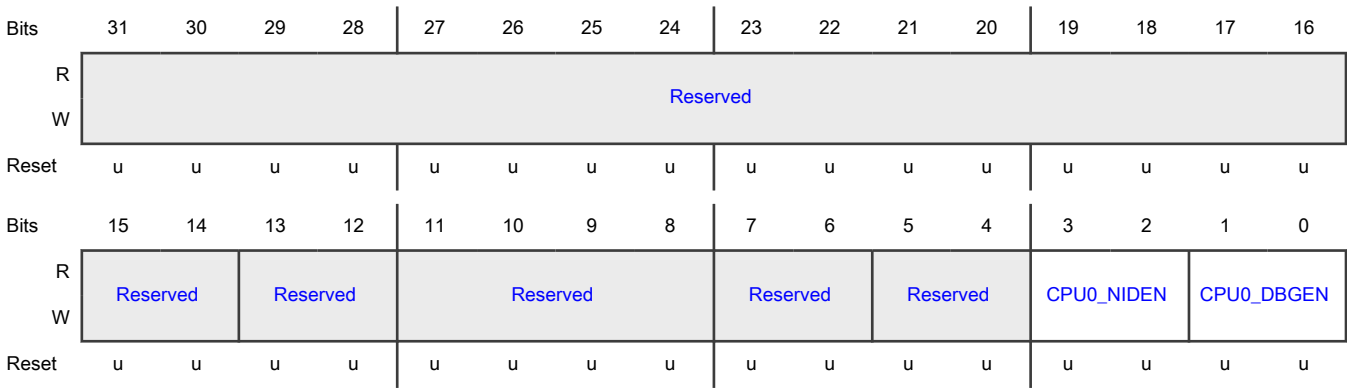 Bits 31 30 29 28 27 26 25 24 23 22 21 20 19 18 17 16
R
Reserved
W
Reset u u u u u u u u u u u u u u u u
Bits 15 14 13 12 11 10 9 8 7 6 5 4 3 2 1 0
R
Reserved Reserved Reserved Reserved Reserved CPU0_NIDEN CPU0_DBGEN
W
Reset u u u u u u u u u u u u u u u u